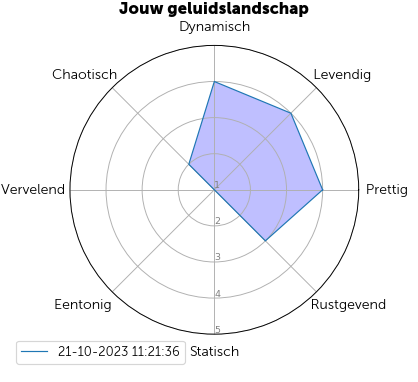 Jouw geluidslandschap
Dynamisch
Chaotisch
Levendig
Vervelend
1
Prettig
2
3
4
Eentonig
Rustgevend
5
21-10-2023 11:21:36
Statisch